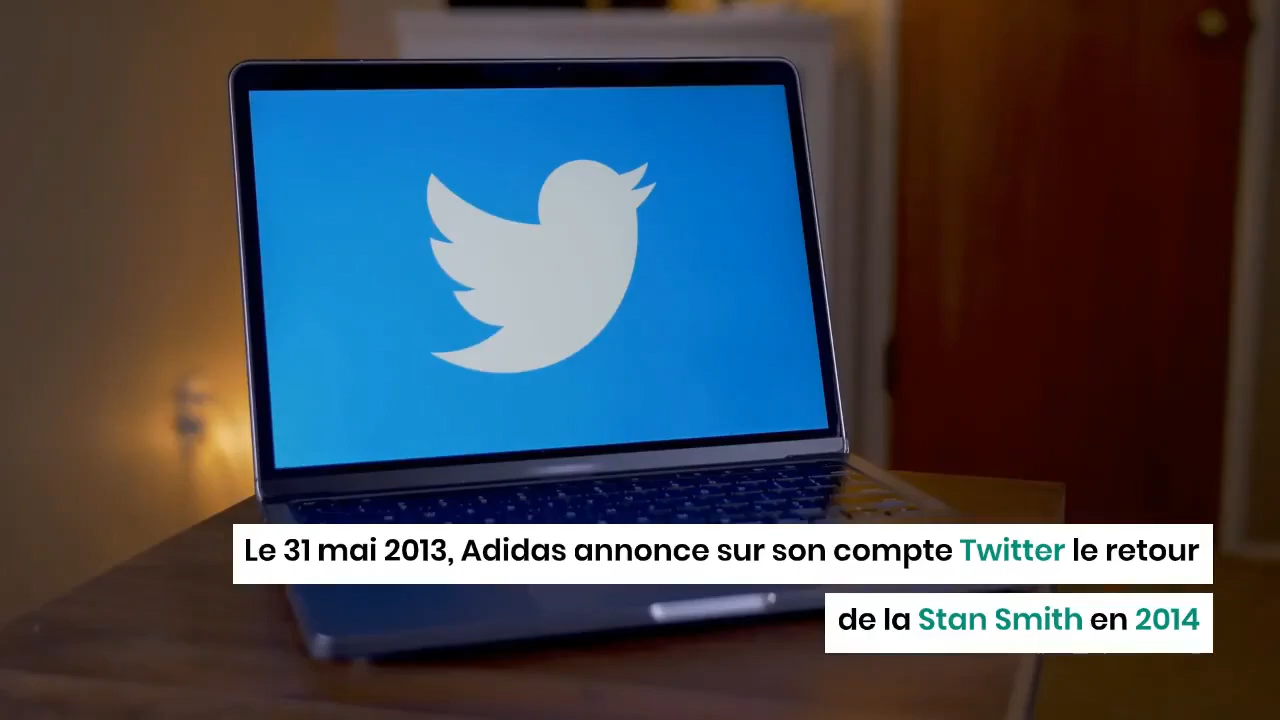 Le 31 mai 2013, Adidas annonce sur son compte Twitter le retour
de la Stan Smith en 2014